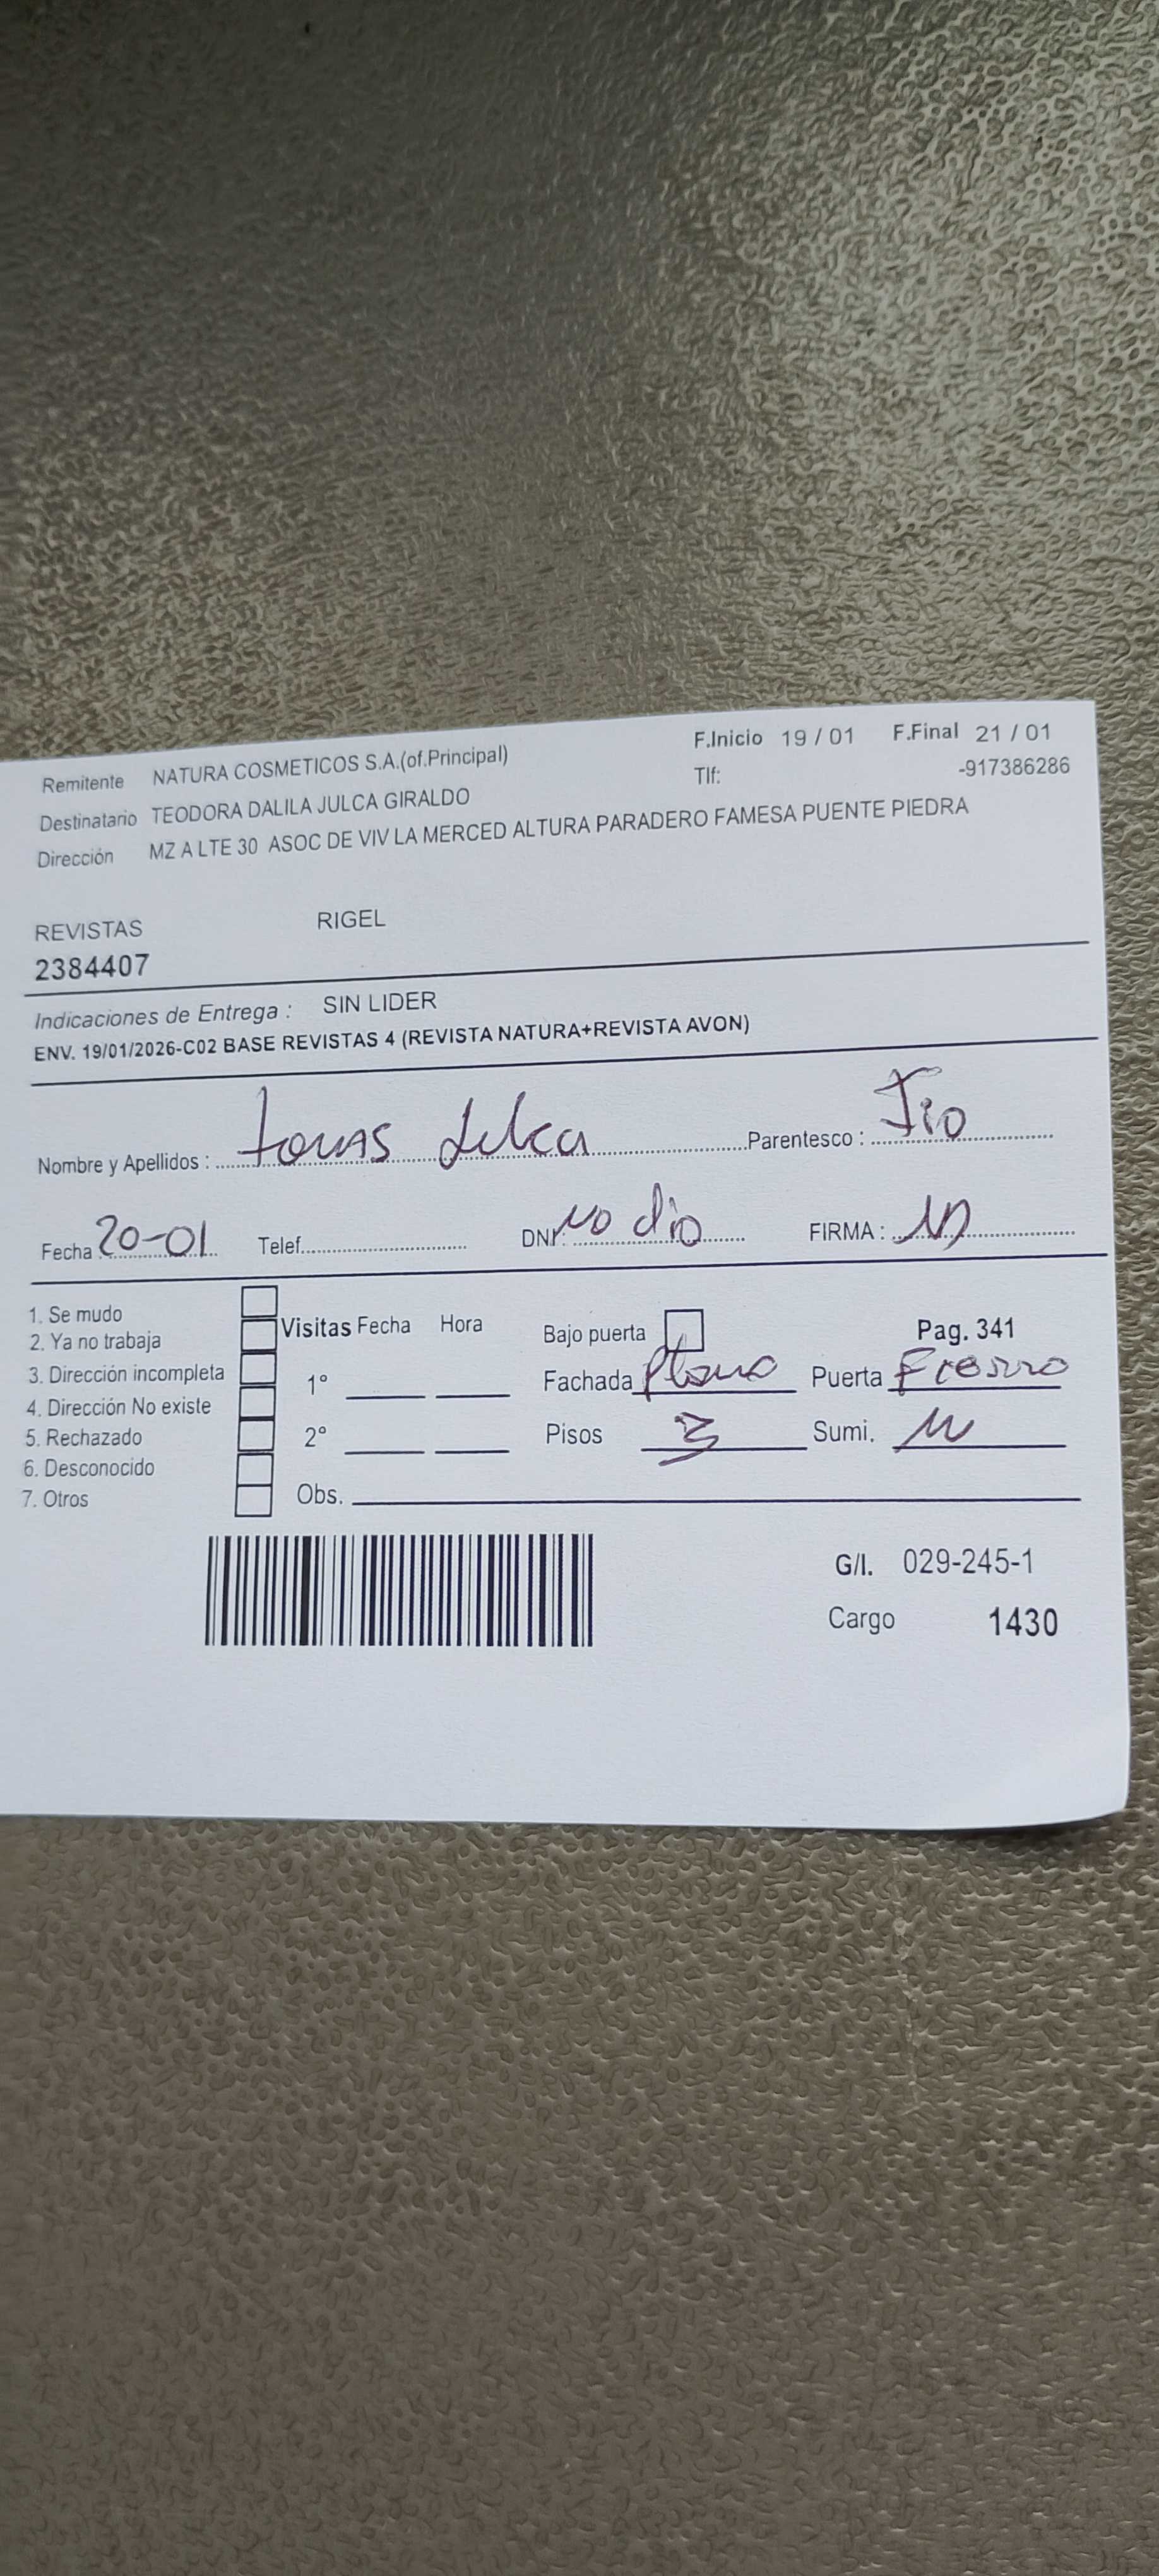 F.Inicio 19 / 01 F.Final 21 / 01
Remitente NATURA COSMETICOS S.A.(of.Principal) Tlf: -917386286
Destinatario TEODORA DALILA JULCA GIRALDO
Dirección MZ A LTE 30 ASOC DE VIV LA MERCED ALTURA PARADERO FAMESA PUENTE PIEDRA
REVISTAS RIGEL
2384407
Indicaciones de Entrega : SIN LIDER
ENV. 19/01/2026-C02 BASE REVISTAS 4 (REVISTA NATURA+REVISTA AVON)
Nombre y Apellidos : Julca Parentesco : Tio
Fecha 20-01 Telef. DNI: no dio FIRMA :
1. Se mudo
2. Ya no trabaja
3. Dirección incompleta
4. Dirección No existe
5. Rechazado
6. Desconocido
7. Otros
Visitas Fecha Hora
1°
2°
Obs.
Bajo puerta Pag. 341
Fachada Puerta Fierro
Pisos 3 Sumi.
G/I. 029-245-1
Cargo 1430